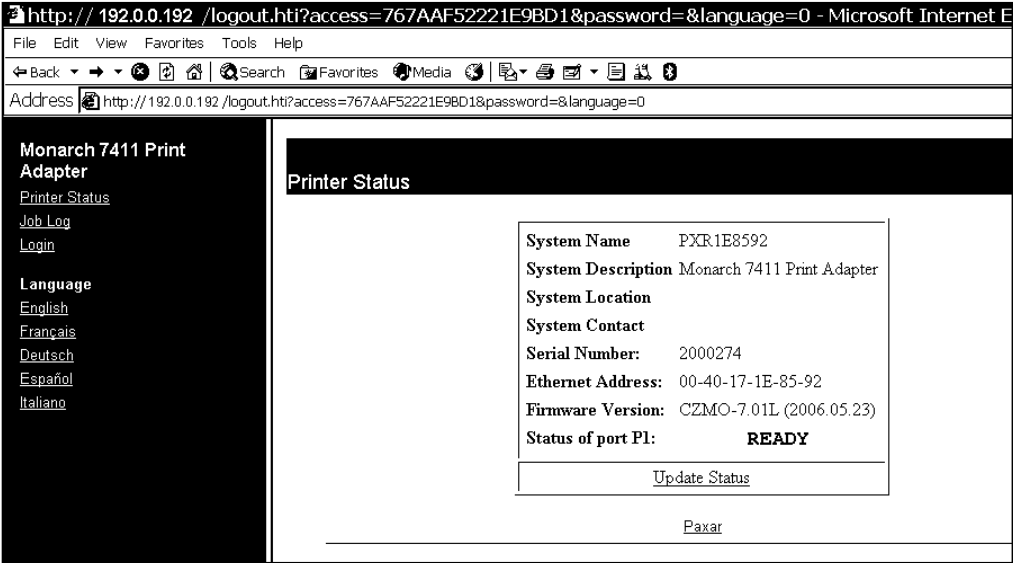 http:// 192.0.0.192 /logout.hti?access=767AAF52221E9BD1&password=&language=0 - Microsoft Internet E
File Edit View Favorites Tools Help
Back Search Favorites Media
Address http://192.0.0.192 /logout.hti?access=767AAF52221E9BD1&password=&language=0
Monarch 7411 Print
Adapter
Printer Status
Job Log
Login
Language
English
Français
Deutsch
Español
Italiano
Printer Status
System Name PXR1E8592
System Description Monarch 7411 Print Adapter
System Location
System Contact
Serial Number: 2000274
Ethernet Address: 00-40-17-1E-85-92
Firmware Version: CZMO-7.01L (2006.05.23)
Status of port P1: READY
Update Status
Paxar